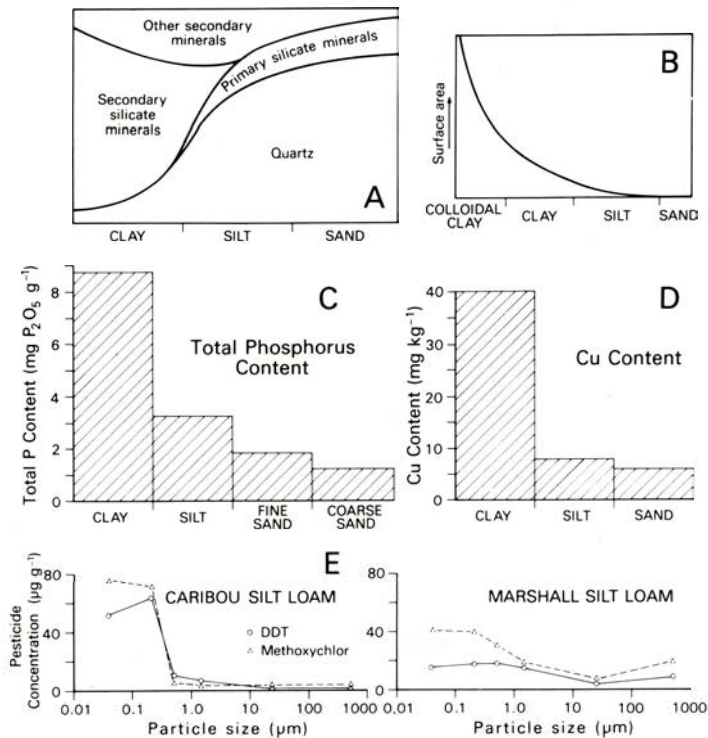 Other secondary
minerals
Primary silicate minerals
Secondary
silicate
minerals
Quartz
A
CLAY SILT SAND
Surface area
B
COLLOIDAL
CLAY CLAY SILT SAND
Total P Content (mg P₂O₅ g⁻¹)
8
6
4
2
0
C
Total Phosphorus
Content
CLAY SILT FINE
SAND COARSE
SAND
Cu Content (mg kg⁻¹)
40
30
20
10
0
D
Cu Content
CLAY SILT SAND
E
Pesticide
Concentration (µg g⁻¹)
80
40
0
CARIBOU SILT LOAM
DDT
Methoxychlor
0.01 0.1 1.0 10 100 1000
Particle size (µm)
80
40
0
MARSHALL SILT LOAM
0.01 0.1 1.0 10 100 1000
Particle size (µm)